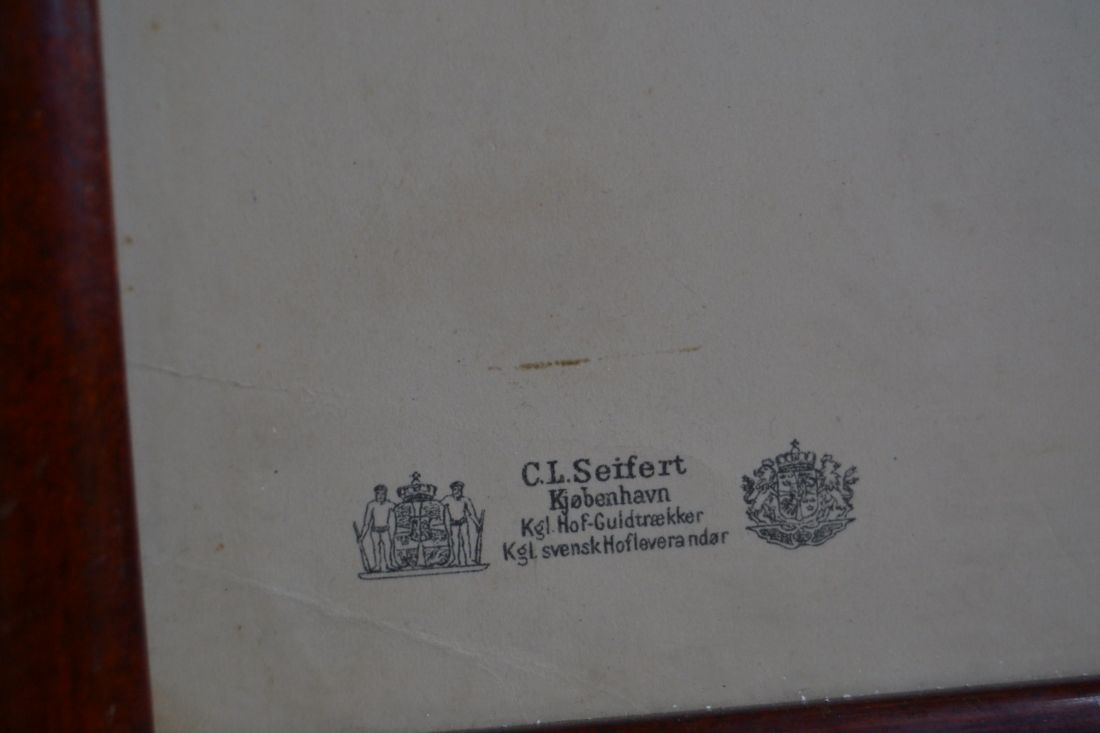 C.L.Seifert
Kjøbenhavn
Kgl. Hof-Guldtrækker
Kgl. svensk Hofleverandør